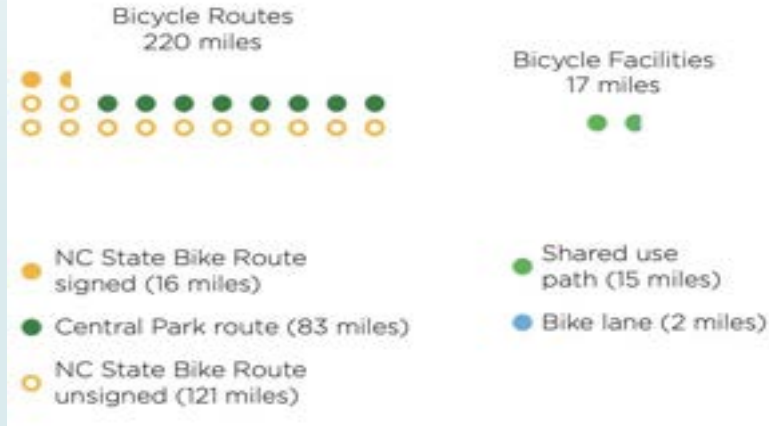 Bicycle Routes
220 miles
Bicycle Facilities
17 miles
NC State Bike Route
signed (16 miles)
Central Park route (83 miles)
NC State Bike Route
unsigned (121 miles)
Shared use
path (15 miles)
Bike lane (2 miles)